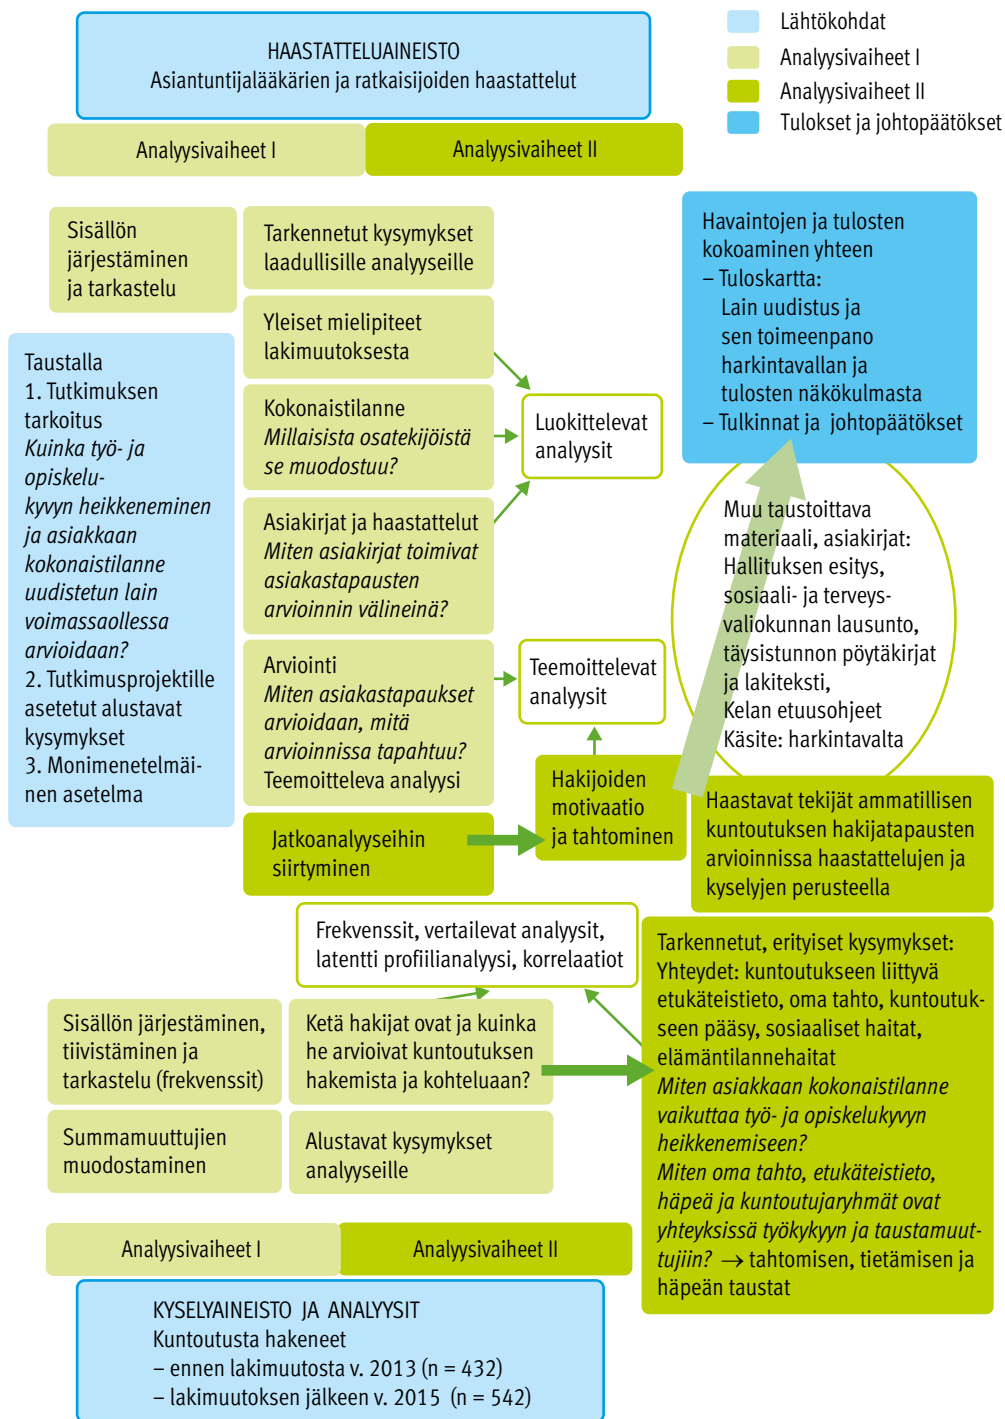 HAASTATTELUAINEISTO
Asiantuntijalääkärien ja ratkaisijoiden haastattelut
Lähtökohdat
Analyysivaiheet I
Analyysivaiheet II
Tulokset ja johtopäätökset
Analyysivaiheet I
Analyysivaiheet II
Sisällön
järjestäminen
ja tarkastelu
Tarkennetut kysymykset
laadullisille analyyseille
Yleiset mielipiteet
lakimuutoksesta
Kokonaistilanne
Millaisista osatekijöistä
se muodostuu?
Asiakirjat ja haastattelut
Miten asiakirjat toimivat
asiakastapausten
arvioinnin välineinä?
Arviointi
Miten asiakastapaukset
arvioidaan, mitä
arvioinnissa tapahtuu?
Teemoitteleva analyysi
Jatkoanalyyseihin
siirtyminen
Taustalla
1. Tutkimuksen
tarkoitus
Kuinka työ- ja
opiskelu-
kyvyn heikkeneminen
ja asiakkaan
kokonaistilanne
uudistetun lain
voimassaollessa
arvioidaan?
2. Tutkimusprojektille
asetetut alustavat
kysymykset
3. Monimenetelmäi-
nen asetelma
Luokittelevat
analyysit
Teemoittelevat
analyysit
Hakijoiden
motivaatio
ja tahtominen
Havaintojen ja tulosten
kokoaminen yhteen
– Tuloskartta:
Lain uudistus ja
sen toimeenpano
harkintavallan ja
tulosten näkökulmasta
– Tulkinnat ja johtopäätökset
Muu taustoittava
materiaali, asiakirjat:
Hallituksen esitys,
sosiaali- ja terveys-
valiokunnan lausunto,
täysistunnon pöytäkirjat
ja lakiteksti,
Kelan etuusohjeet
Käsite: harkintavalta
Haastavat tekijät ammatillisen
kuntoutuksen hakijatapausten
arvioinnissa haastattelujen ja
kyselyjen perusteella
Frekvenssit, vertailevat analyysit,
latentti profiilianalyysi, korrelaatiot
Tarkennetut, erityiset kysymykset:
Yhteydet: kuntoutukseen liittyvä
etukäteistieto, oma tahto, kuntoutuk-
seen pääsy, sosiaaliset haitat,
elämäntilannehaitat
Miten asiakkaan kokonaistilanne
vaikuttaa työ- ja opiskelukyvyn
heikkenemiseen?
Miten oma tahto, etukäteistieto,
häpeä ja kuntoutujaryhmät ovat
yhteyksissä työkykyyn ja taustamuut-
tujiin? → tahtomisen, tietämisen ja
häpeän taustat
Sisällön järjestäminen,
tiivistäminen ja
tarkastelu (frekvenssit)
Ketä hakijat ovat ja kuinka
he arvioivat kuntoutuksen
hakemista ja kohteluaan?
Summamuuttujien
muodostaminen
Alustavat kysymykset
analyyseille
Analyysivaiheet I
Analyysivaiheet II
KYSELYAINEISTO JA ANALYYSIT
Kuntoutusta hakeneet
– ennen lakimuutosta v. 2013 (n = 432)
– lakimuutoksen jälkeen v. 2015 (n = 542)